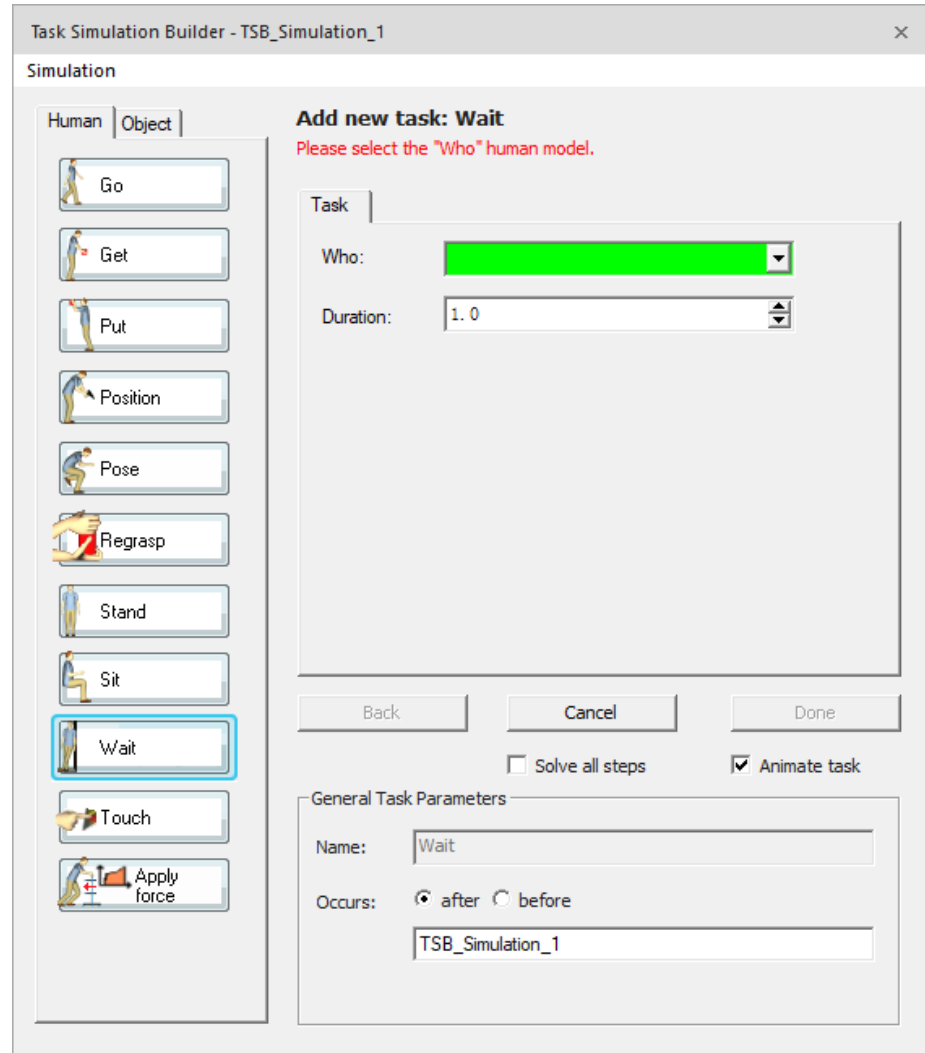 Task Simulation Builder - TSB_Simulation_1
Simulation
Human
Object
Go
Get
Put
Position
Pose
Regrasp
Stand
Sit
Wait
Touch
Apply
force
Add new task: Wait
Please select the "Who" human model.
Task
Who:
Duration:
1. 0
Back
Cancel
Done
Solve all steps
Animate task
General Task Parameters
Name:
Wait
Occurs:
after
before
TSB_Simulation_1